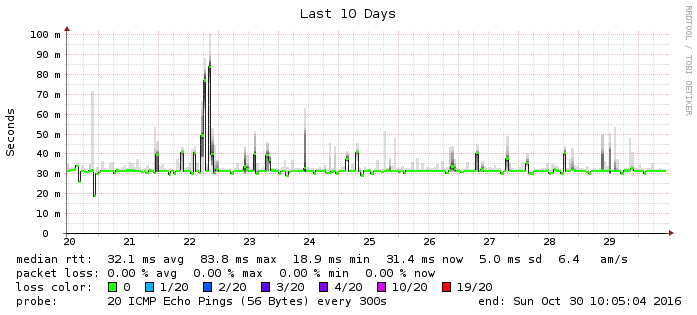 Last 10 Days
RRDTOOL / TOBI OETIKER
Seconds
100 m
90 m
80 m
70 m
60 m
50 m
40 m
30 m
20 m
10 m
0
20 21 22 23 24 25 26 27 28 29
median rtt: 32.1 ms avg 83.8 ms max 18.9 ms min 31.4 ms now 5.0 ms sd 6.4 am/s
packet loss: 0.00 % avg 0.00 % max 0.00 % min 0.00 % now
loss color: 0 1/20 2/20 3/20 4/20 10/20 19/20
probe: 20 ICMP Echo Pings (56 Bytes) every 300s end: Sun Oct 30 10:05:04 2016